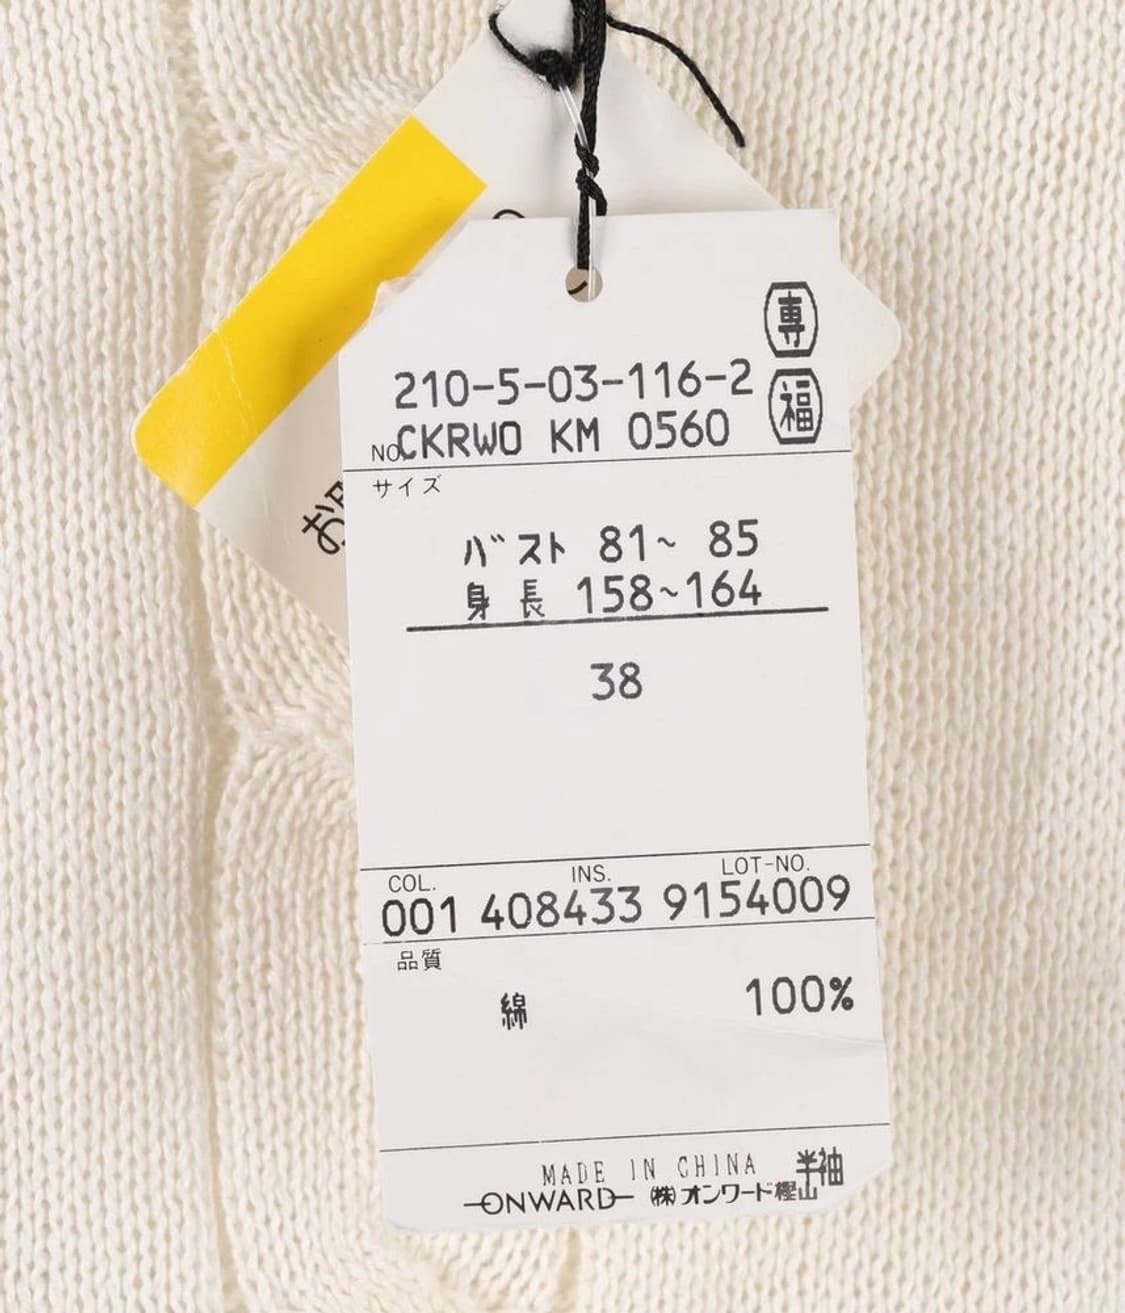 専
210-5-03-116-2
福
NO.CKRWO KM 0560
サイズ
バスト 81~ 85
身長 158~164
38
COL. INS. LOT-NO.
001 408433 9154009
品質
綿 100%
MADE IN CHINA 半袖
ONWARD (株)オンワード樫山
お